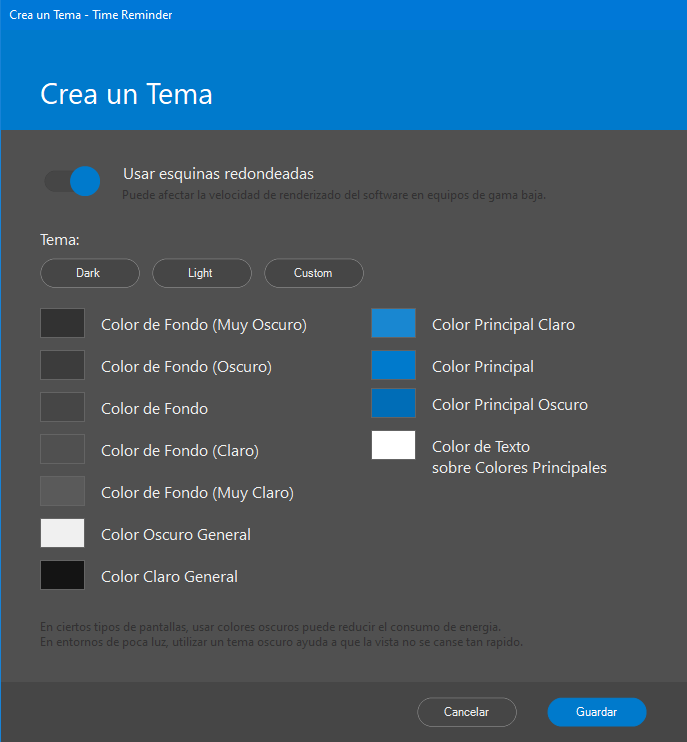 Crea un Tema - Time Reminder
Crea un Tema
Usar esquinas redondeadas
Puede afectar la velocidad de renderizado del software en equipos de gama baja.
Tema:
Dark
Light
Custom
Color de Fondo (Muy Oscuro)
Color de Fondo (Oscuro)
Color de Fondo
Color de Fondo (Claro)
Color de Fondo (Muy Claro)
Color Oscuro General
Color Claro General
Color Principal Claro
Color Principal
Color Principal Oscuro
Color de Texto
sobre Colores Principales
En ciertos tipos de pantallas, usar colores oscuros puede reducir el consumo de energia.
En entornos de poca luz, utilizar un tema oscuro ayuda a que la vista no se canse tan rapido.
Cancelar
Guardar